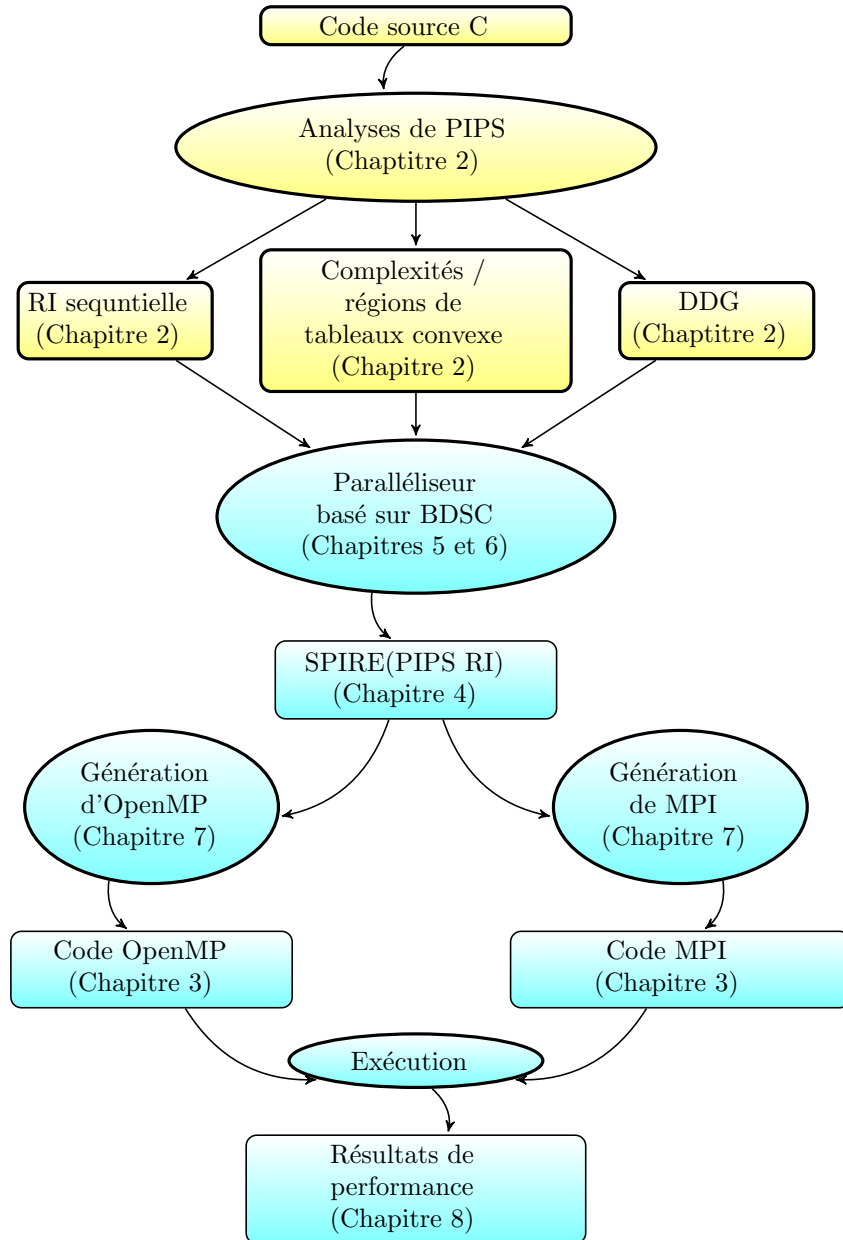 Code source C
Analyses de PIPS
(Chaptitre 2)
RI sequntielle
(Chapitre 2)
Complexités /
régions de
tableaux convexe
(Chapitre 2)
DDG
(Chaptitre 2)
Paralléliseur
basé sur BDSC
(Chapitres 5 et 6)
SPIRE(PIPS RI)
(Chapitre 4)
Génération
d'OpenMP
(Chapitre 7)
Génération
de MPI
(Chapitre 7)
Code OpenMP
(Chapitre 3)
Code MPI
(Chapitre 3)
Exécution
Résultats de
performance
(Chapitre 8)